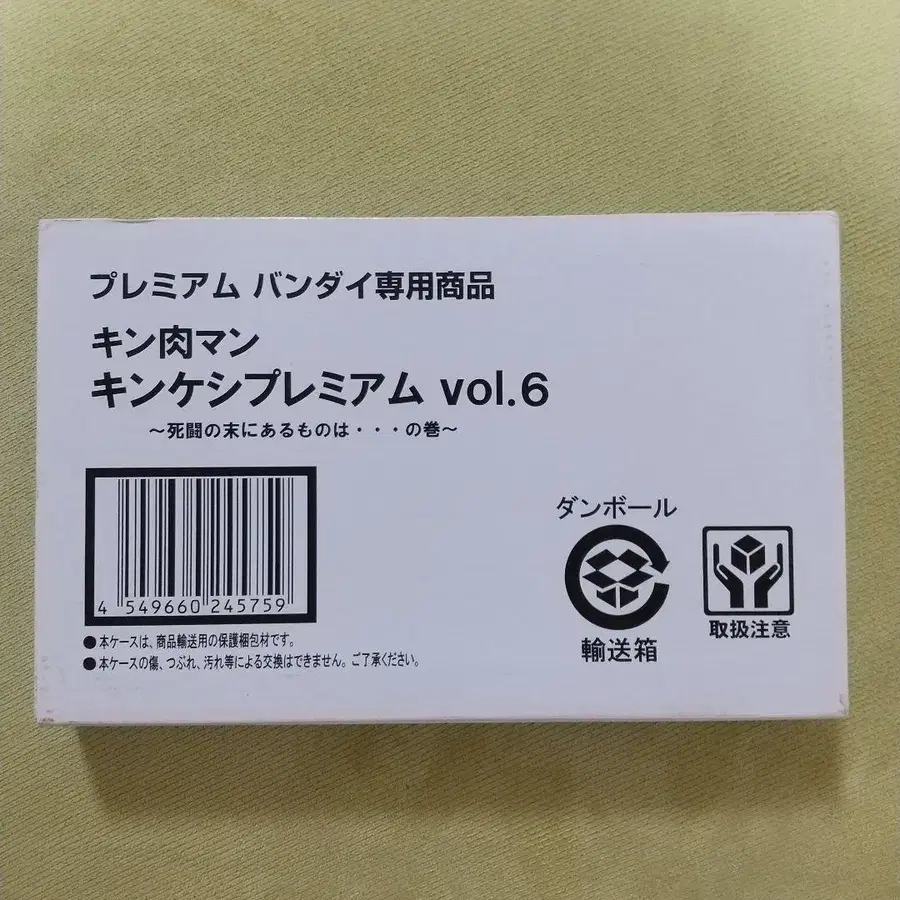 プレミアム バンダイ専用商品
キン肉マン
キンケシプレミアム vol.6
～死闘の末にあるものは・・・の巻～
4 549660 245759
●本ケースは、商品輸送用の保護梱包材です。
●本ケースの傷、つぶれ、汚れ等による交換はできません。ご了承ください。
ダンボール
輸送箱
取扱注意